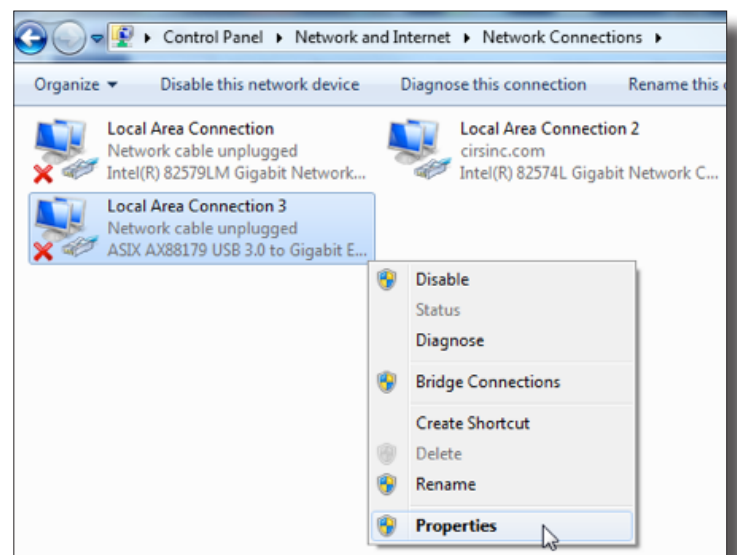 Control Panel ▸ Network and Internet ▸ Network Connections ▸
Organize ▾ Disable this network device Diagnose this connection Rename this
Local Area Connection
Network cable unplugged
Intel(R) 82579LM Gigabit Network...
Local Area Connection 2
cirsinc.com
Intel(R) 82574L Gigabit Network C...
Local Area Connection 3
Network cable unplugged
ASIX AX88179 USB 3.0 to Gigabit E...
Disable
Status
Diagnose
Bridge Connections
Create Shortcut
Delete
Rename
Properties